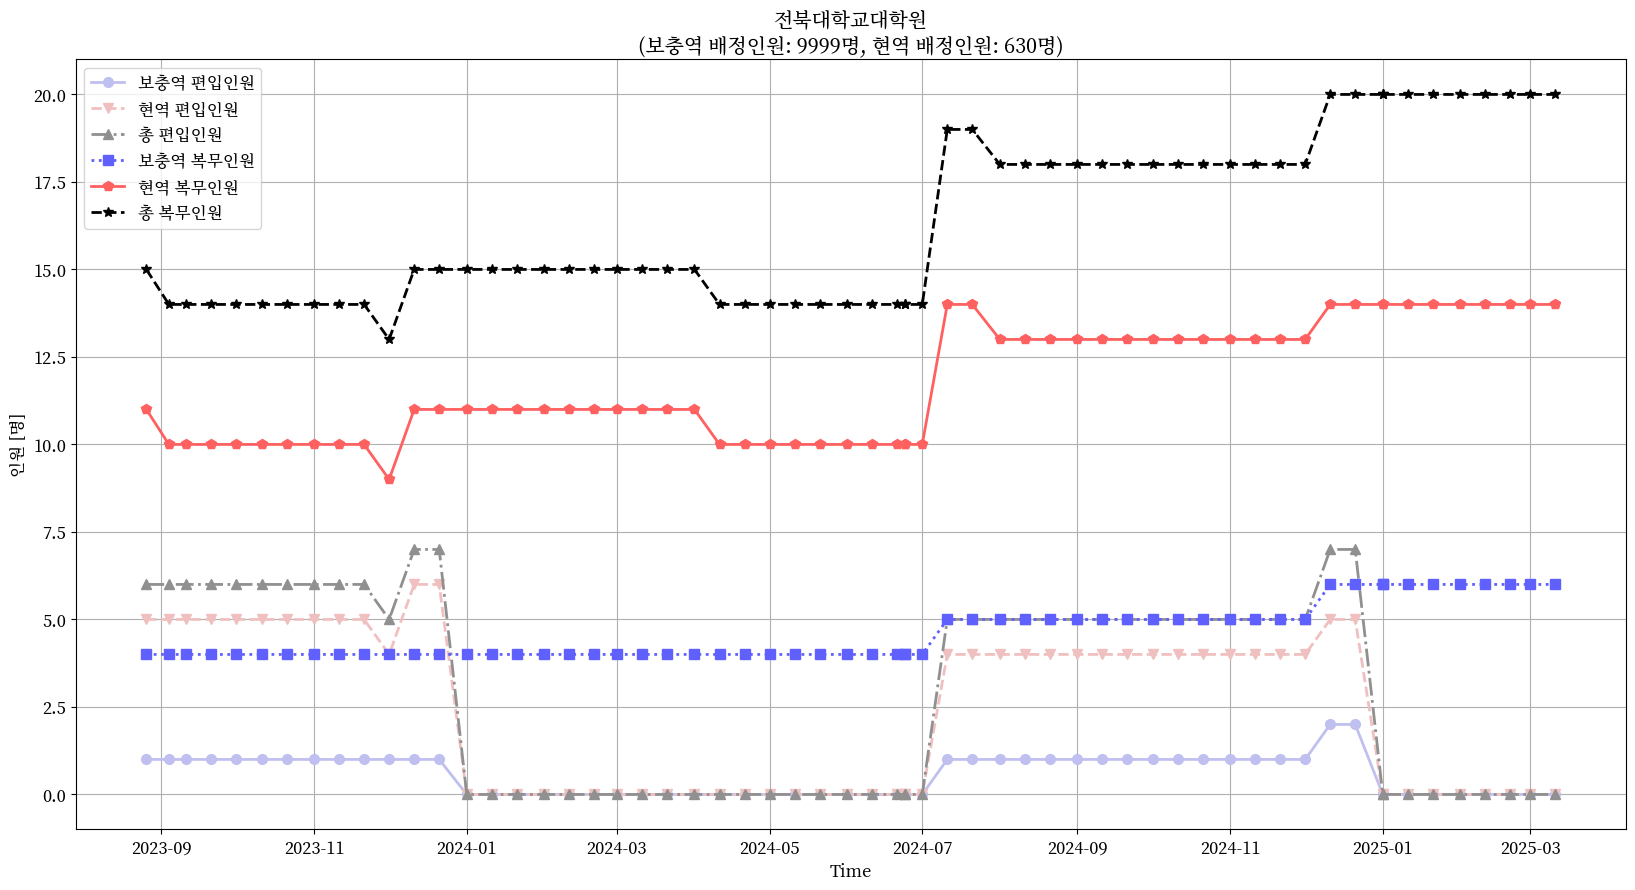 전북대학교대학원
(보충역 배정인원: 9999명, 현역 배정인원: 630명)
보충역 편입인원
현역 편입인원
총 편입인원
보충역 복무인원
현역 복무인원
총 복무인원
인원 [명]
20.0
17.5
15.0
12.5
10.0
7.5
5.0
2.5
0.0
2023-09
2023-11
2024-01
2024-03
2024-05
2024-07
2024-09
2024-11
2025-01
2025-03
Time